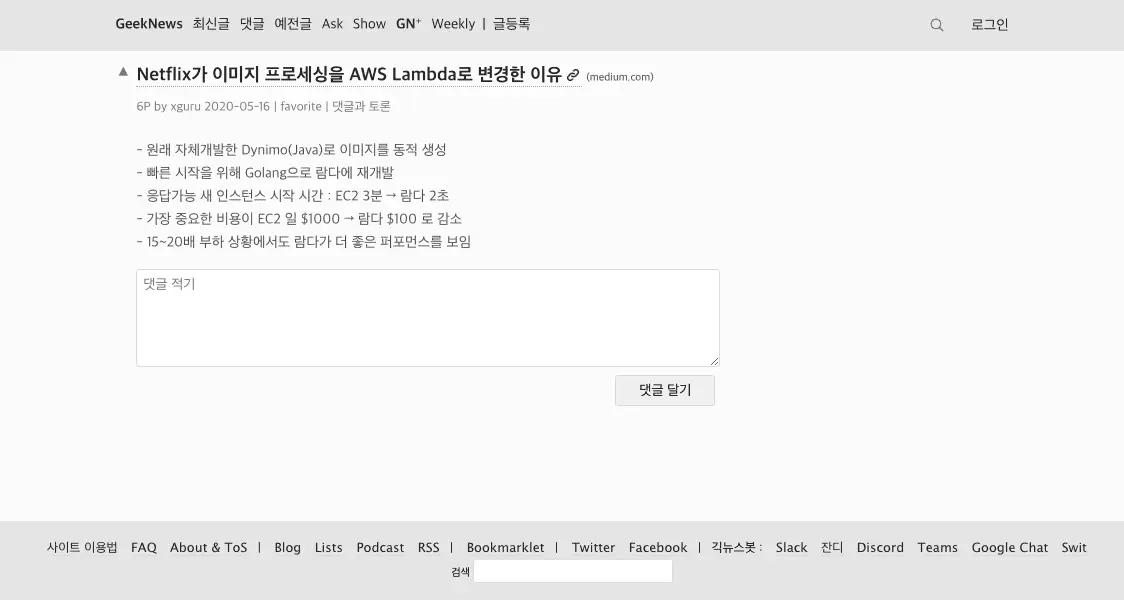 GeekNews 최신글 댓글 예전글 Ask Show GN⁺ Weekly | 글등록 로그인
▲ Netflix가 이미지 프로세싱을 AWS Lambda로 변경한 이유 (medium.com)
6P by xguru 2020-05-16 | favorite | 댓글과 토론
- 원래 자체개발한 Dynimo(Java)로 이미지를 동적 생성
- 빠른 시작을 위해 Golang으로 람다에 재개발
- 응답가능 새 인스턴스 시작 시간 : EC2 3분 → 람다 2초
- 가장 중요한 비용이 EC2 일 $1000 → 람다 $100 로 감소
- 15~20배 부하 상황에서도 람다가 더 좋은 퍼포먼스를 보임
댓글 적기
댓글 달기
사이트 이용법 FAQ About & ToS | Blog Lists Podcast RSS | Bookmarklet | Twitter Facebook | 긱뉴스봇 : Slack 잔디 Discord Teams Google Chat Swit
검색